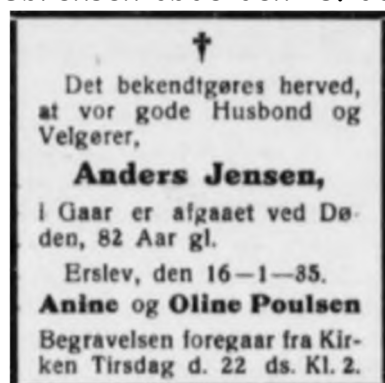 †
Det bekendtgøres herved,
at vor gode Husbond og
Velgører,
Anders Jensen,
i Gaar er afgaaet ved Dø-
den, 82 Aar gl.
Erslev, den 16—1—35.
Anine og Oline Poulsen
Begravelsen foregaar fra Kir-
ken Tirsdag d. 22 ds. Kl. 2.